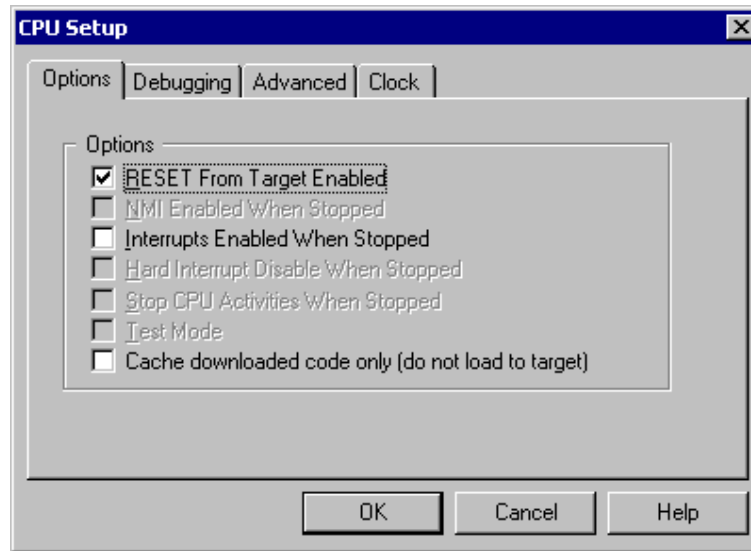 CPU Setup
Options Debugging Advanced Clock
Options
RESET From Target Enabled
NMI Enabled When Stopped
Interrupts Enabled When Stopped
Hard Interrupt Disable When Stopped
Stop CPU Activities When Stopped
Test Mode
Cache downloaded code only (do not load to target)
OK Cancel Help